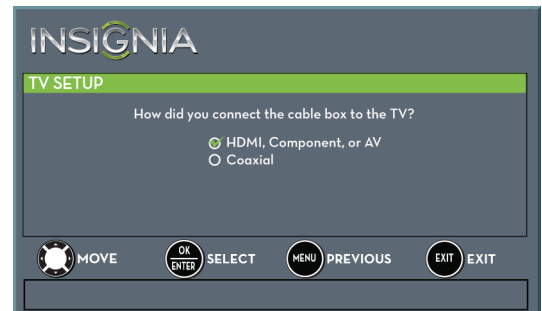 INSIGNIA
TV SETUP
How did you connect the cable box to the TV?
HDMI, Component, or AV
Coaxial
MOVE OK ENTER SELECT MENU PREVIOUS EXIT EXIT